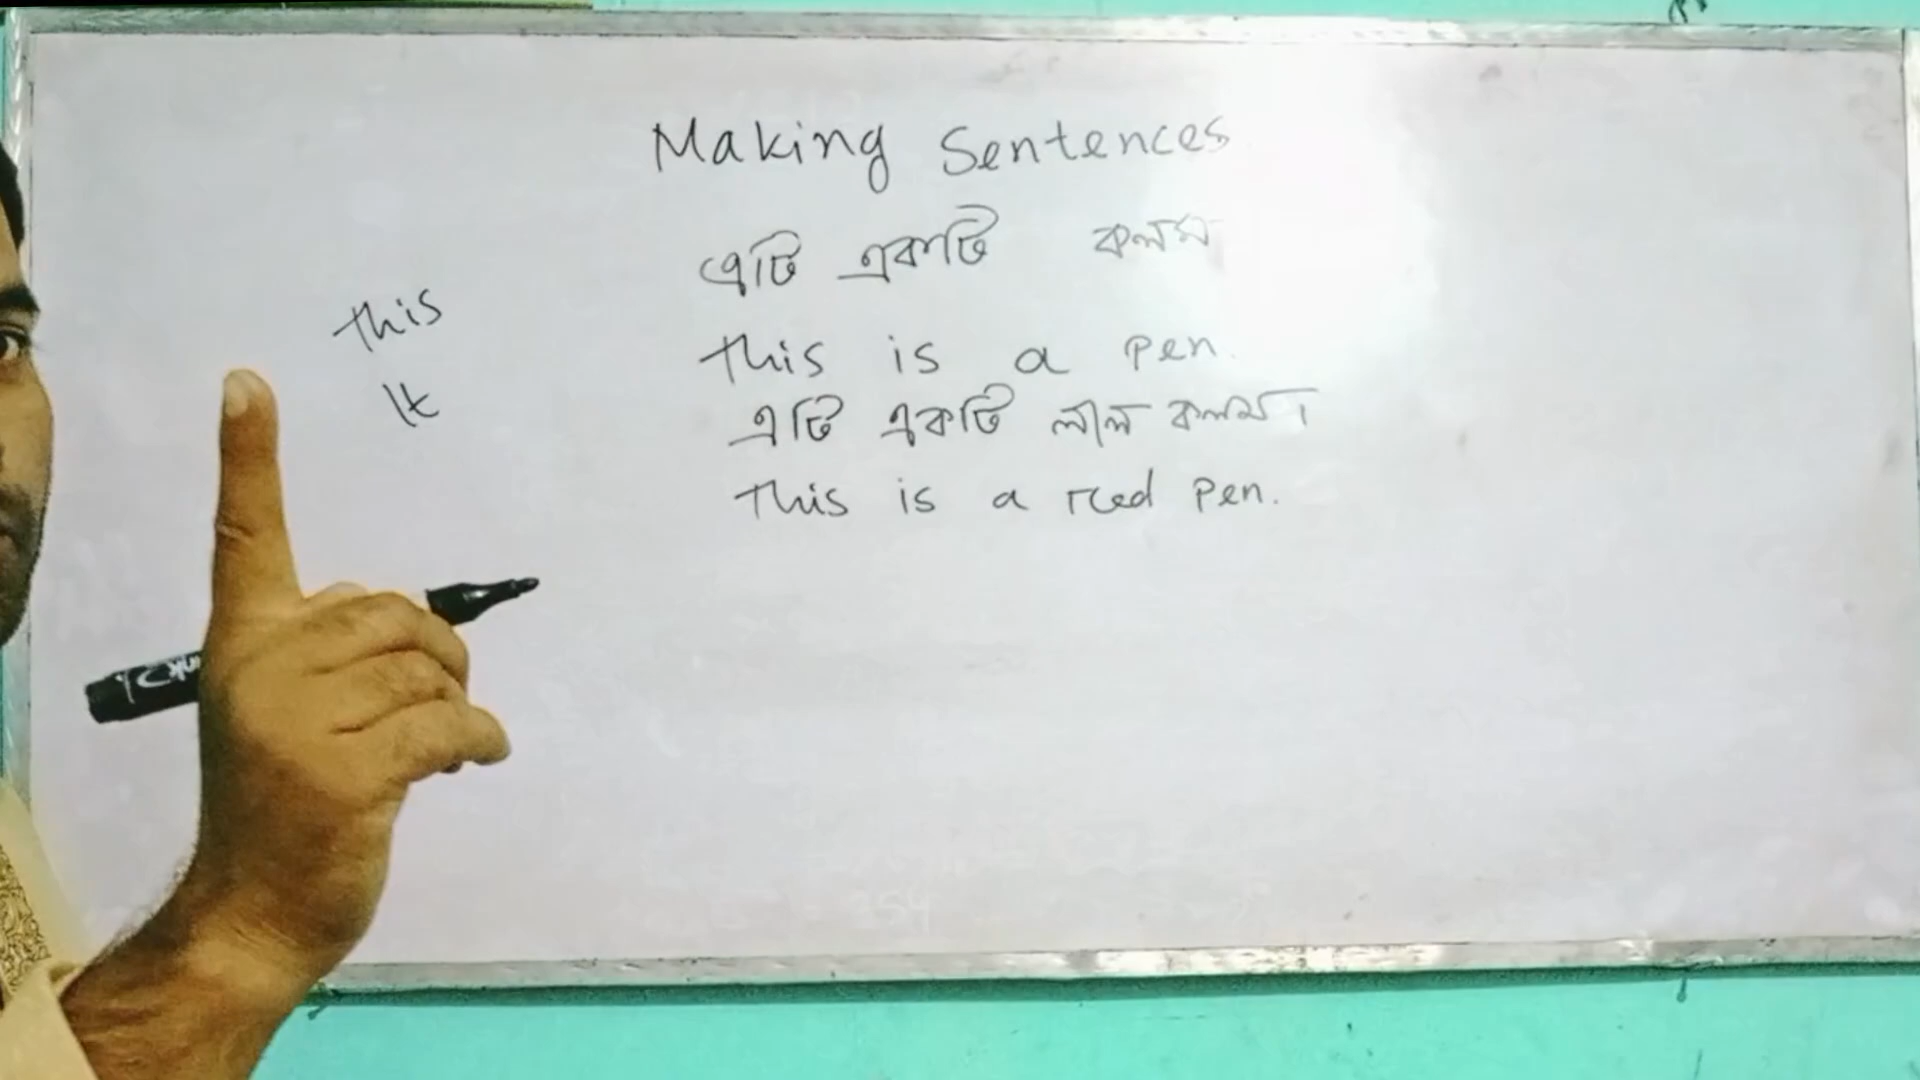 Making Sentences
এটি একটি কলম
This is a pen.
এটি একটি লাল কলম।
This is a red pen.
This
It